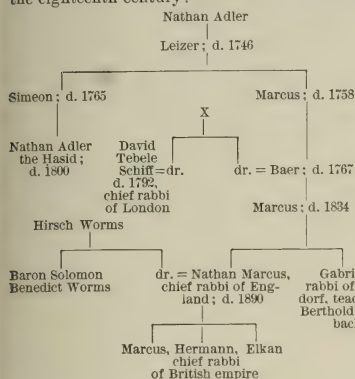 the eighteenth century:
Nathan Adler
Leizer; d. 1746
Simeon; d. 1765
Marcus; d. 1758
X
Nathan Adler
the Hasid;
d. 1800
David
Tebele
Schiff=dr.
d. 1792,
chief rabbi
of London
dr. = Baer; d. 1767
Marcus; d. 1834
Hirsch Worms
Baron Solomon
Benedict Worms
dr. = Nathan Marcus,
chief rabbi of Eng-
land; d. 1890
Gabri
rabbi of
dorf, tea
Berthold
bac
Marcus, Hermann, Elkan
chief rabbi
of British empire